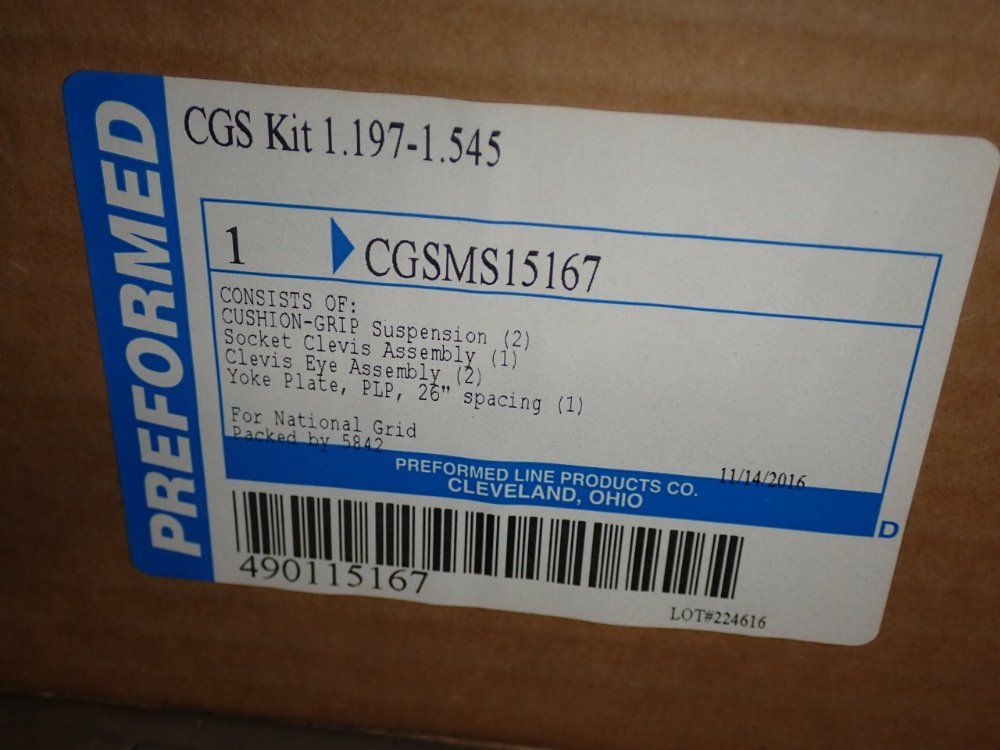 PREFORMED
CGS Kit 1.197-1.545
1 CGSMS15167
CONSISTS OF:
CUSHION-GRIP Suspension (2)
Socket Clevis Assembly (1)
Clevis Eye Assembly (2)
Yoke Plate, PLP, 26" spacing (1)
For National Grid
Packed by 5842
11/14/2016
PREFORMED LINE PRODUCTS CO.
CLEVELAND, OHIO
D
490115167
LOT#224616